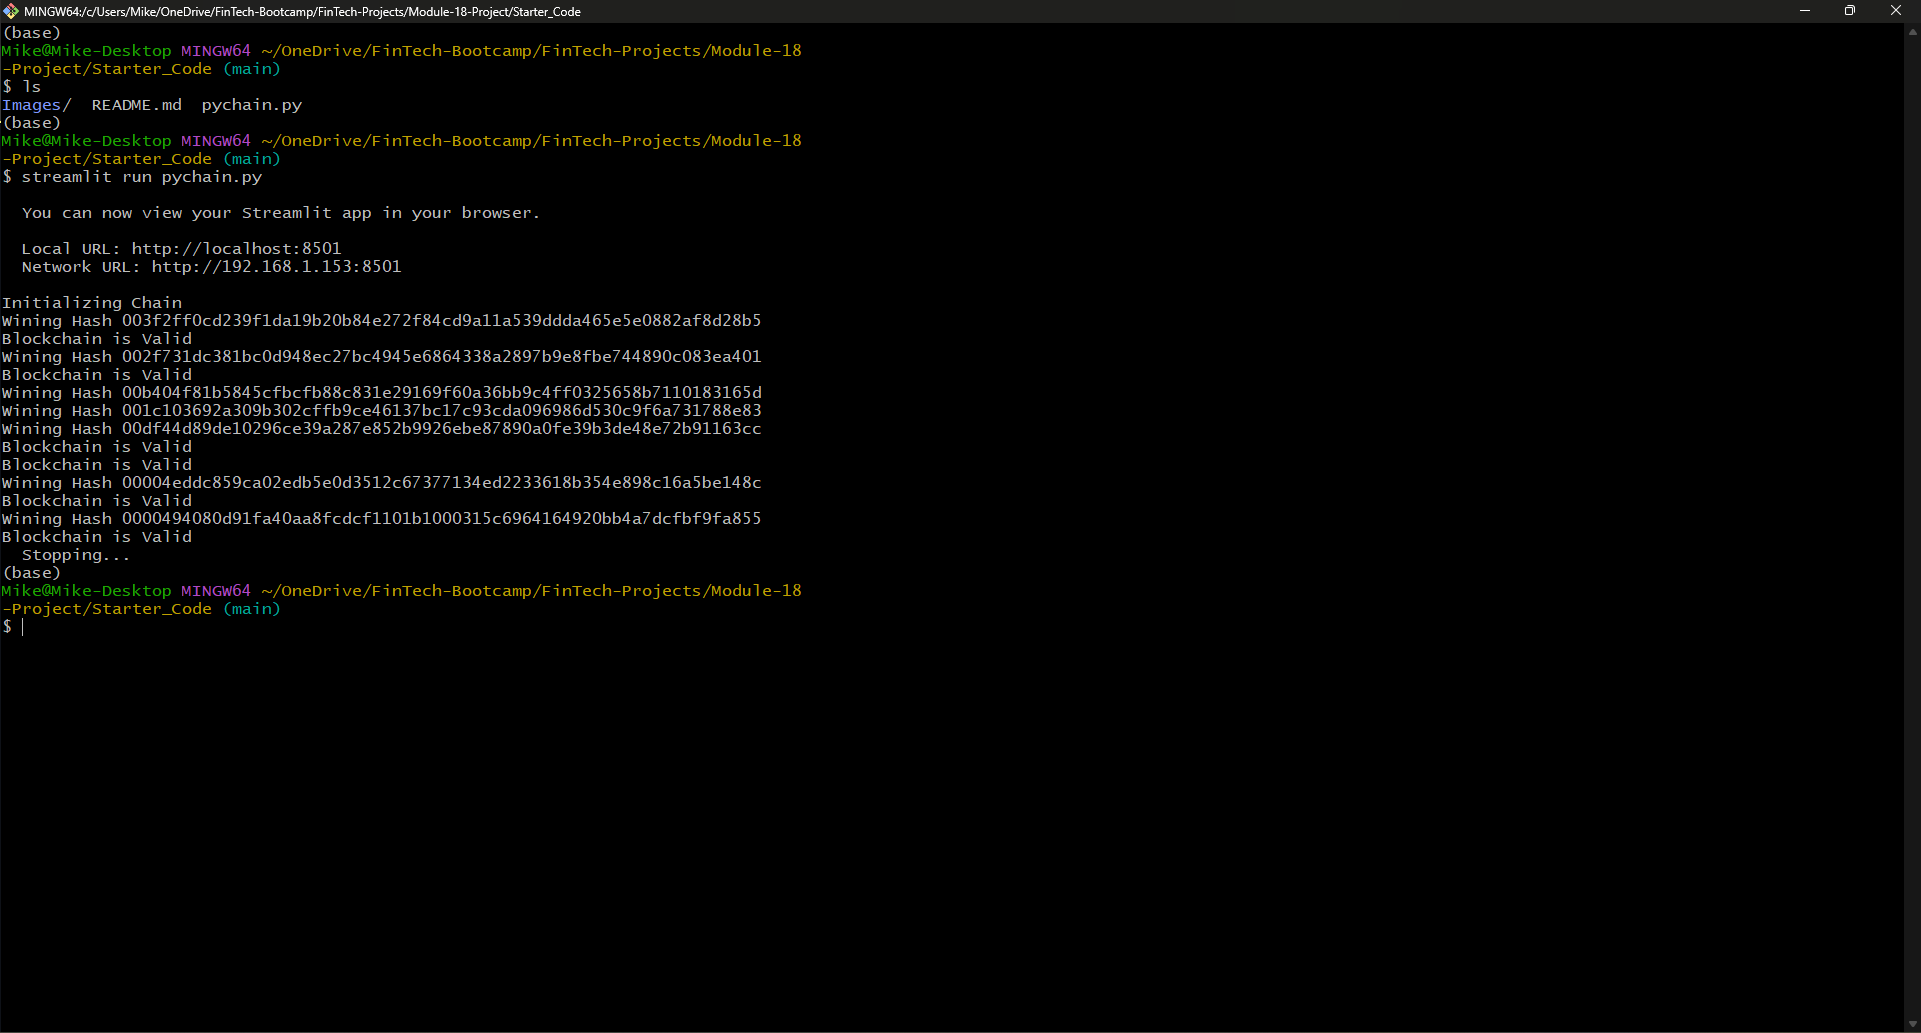 MINGW64:/c/Users/Mike/OneDrive/FinTech-Bootcamp/FinTech-Projects/Module-18-Project/Starter_Code
(base)
Mike@Mike-Desktop MINGW64 ~/OneDrive/FinTech-Bootcamp/FinTech-Projects/Module-18
-Project/Starter_Code (main)
$ ls
Images/  README.md  pychain.py
(base)
Mike@Mike-Desktop MINGW64 ~/OneDrive/FinTech-Bootcamp/FinTech-Projects/Module-18
-Project/Starter_Code (main)
$ streamlit run pychain.py
  You can now view your Streamlit app in your browser.
  Local URL: http://localhost:8501
  Network URL: http://192.168.1.153:8501
Initializing Chain
Wining Hash 003f2ff0cd239f1da19b20b84e272f84cd9a11a539ddda465e5e0882af8d28b5
Blockchain is Valid
Wining Hash 002f731dc381bc0d948ec27bc4945e6864338a2897b9e8fbe744890c083ea401
Blockchain is Valid
Wining Hash 00b404f81b5845cfbcfb88c831e29169f60a36bb9c4ff0325658b7110183165d
Wining Hash 001c103692a309b302cffb9ce46137bc17c93cda096986d530c9f6a731788e83
Wining Hash 00df44d89de10296ce39a287e852b9926ebe87890a0fe39b3de48e72b91163cc
Blockchain is Valid
Blockchain is Valid
Wining Hash 00004eddc859ca02edb5e0d3512c67377134ed2233618b354e898c16a5be148c
Blockchain is Valid
Wining Hash 0000494080d91fa40aa8fcdcf1101b1000315c6964164920bb4a7dcfbf9fa855
Blockchain is Valid
  Stopping...
(base)
Mike@Mike-Desktop MINGW64 ~/OneDrive/FinTech-Bootcamp/FinTech-Projects/Module-18
-Project/Starter_Code (main)
$